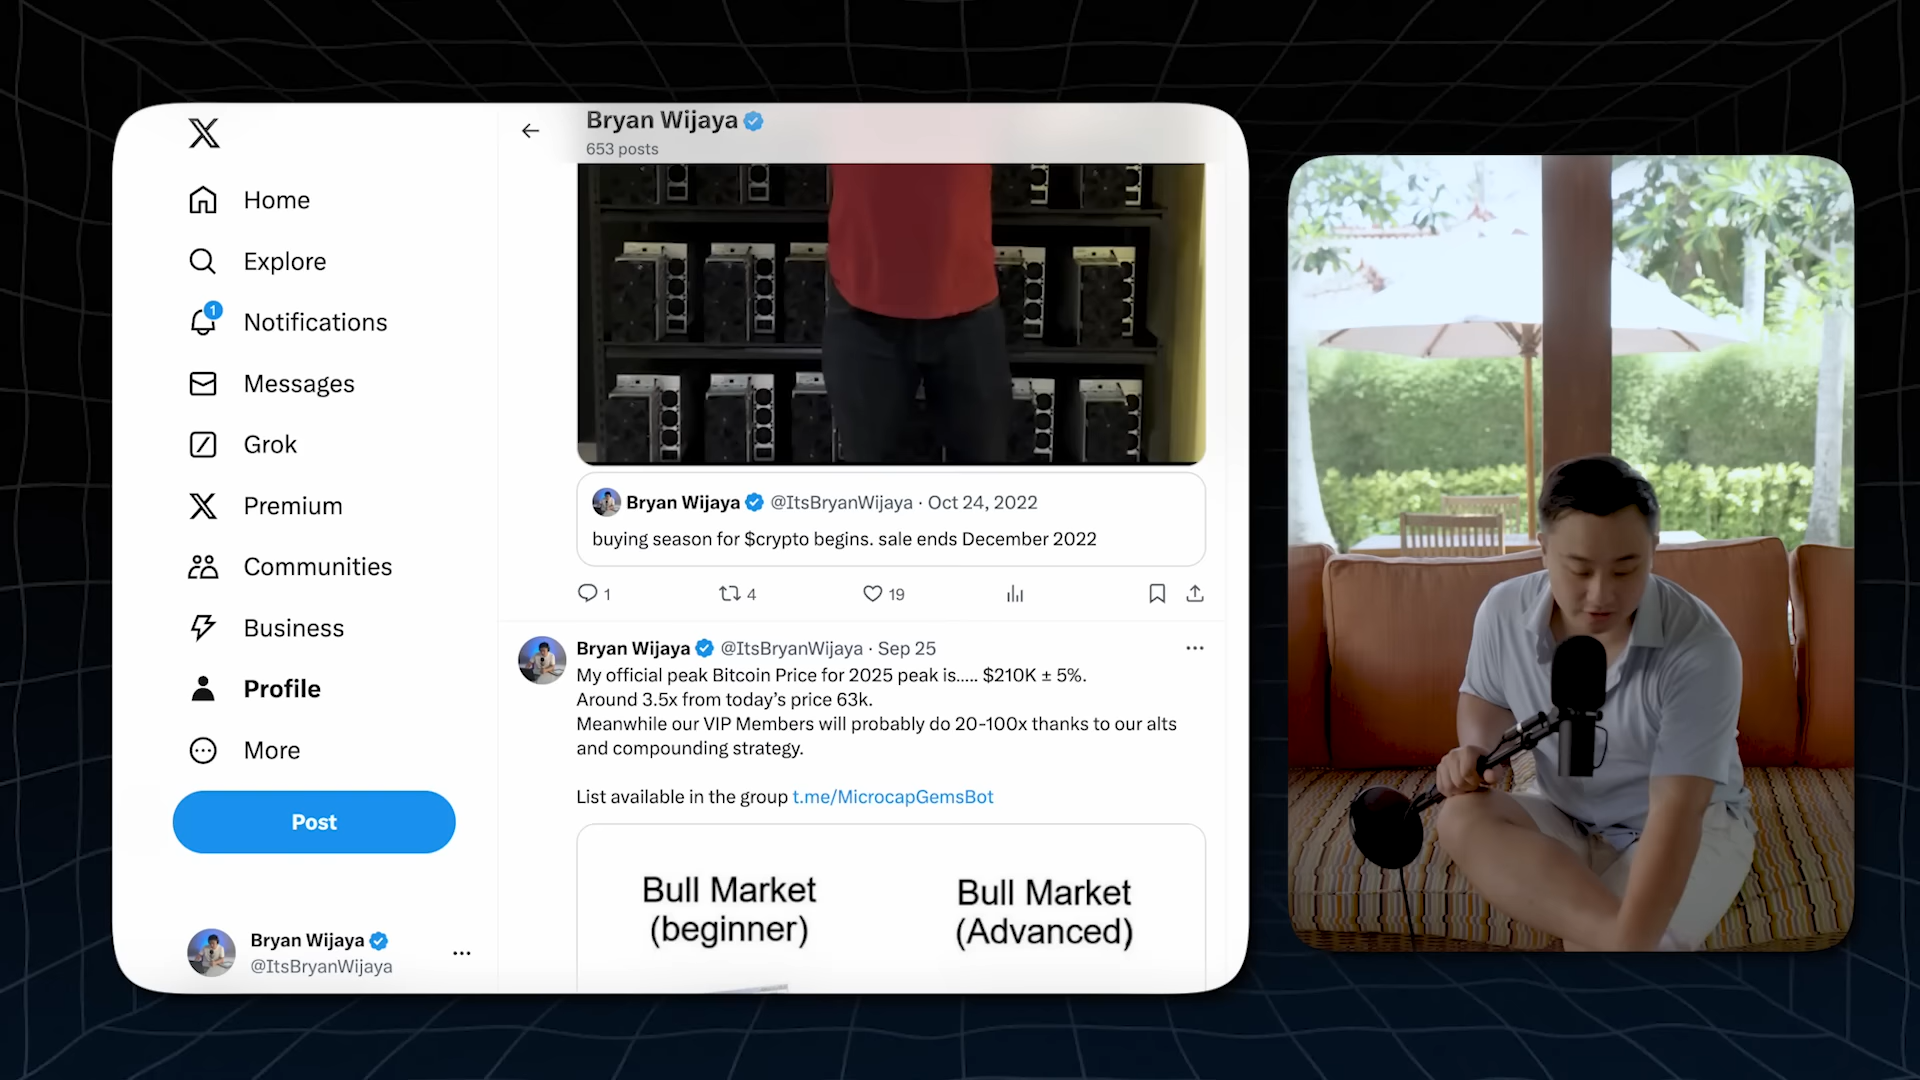 Home
Explore
1
Notifications
Messages
Grok
Premium
Communities
Business
Profile
More
Post
Bryan Wijaya
@ItsBryanWijaya
Bryan Wijaya
653 posts
Bryan Wijaya @ItsBryanWijaya · Oct 24, 2022
buying season for $crypto begins. sale ends December 2022
1 4 19
Bryan Wijaya @ItsBryanWijaya · Sep 25
My official peak Bitcoin Price for 2025 peak is..... $210K ± 5%.
Around 3.5x from today’s price 63k.
Meanwhile our VIP Members will probably do 20-100x thanks to our alts
and compounding strategy.
List available in the group t.me/MicrocapGemsBot
Bull Market
(beginner)
Bull Market
(Advanced)